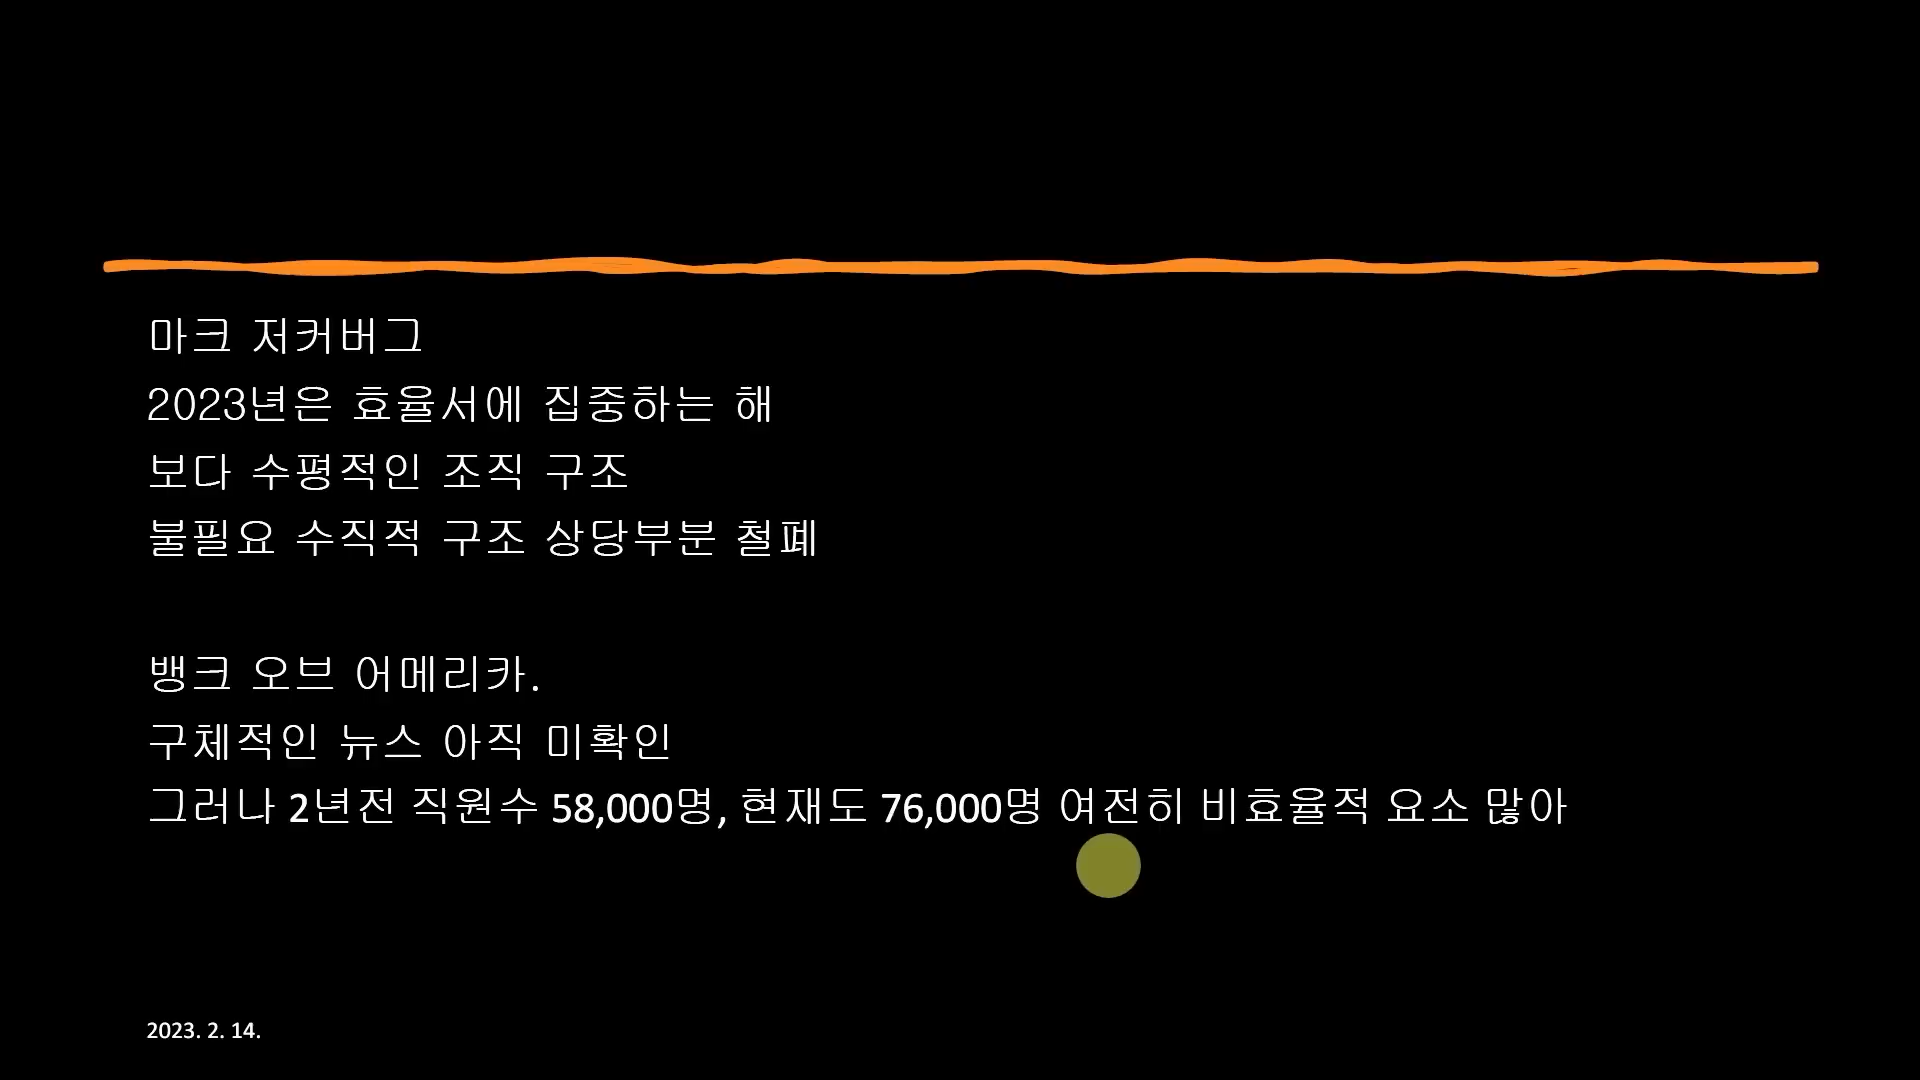 마크 저커버그
2023년은 효율서에 집중하는 해
보다 수평적인 조직 구조
불필요 수직적 구조 상당부분 철폐
뱅크 오브 어메리카.
구체적인 뉴스 아직 미확인
그러나 2년전 직원수 58,000명, 현재도 76,000명 여전히 비효율적 요소 많아
2023. 2. 14.